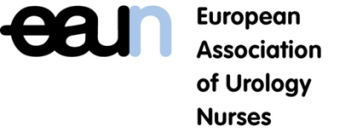 eaun
European
Association
of Urology
Nurses